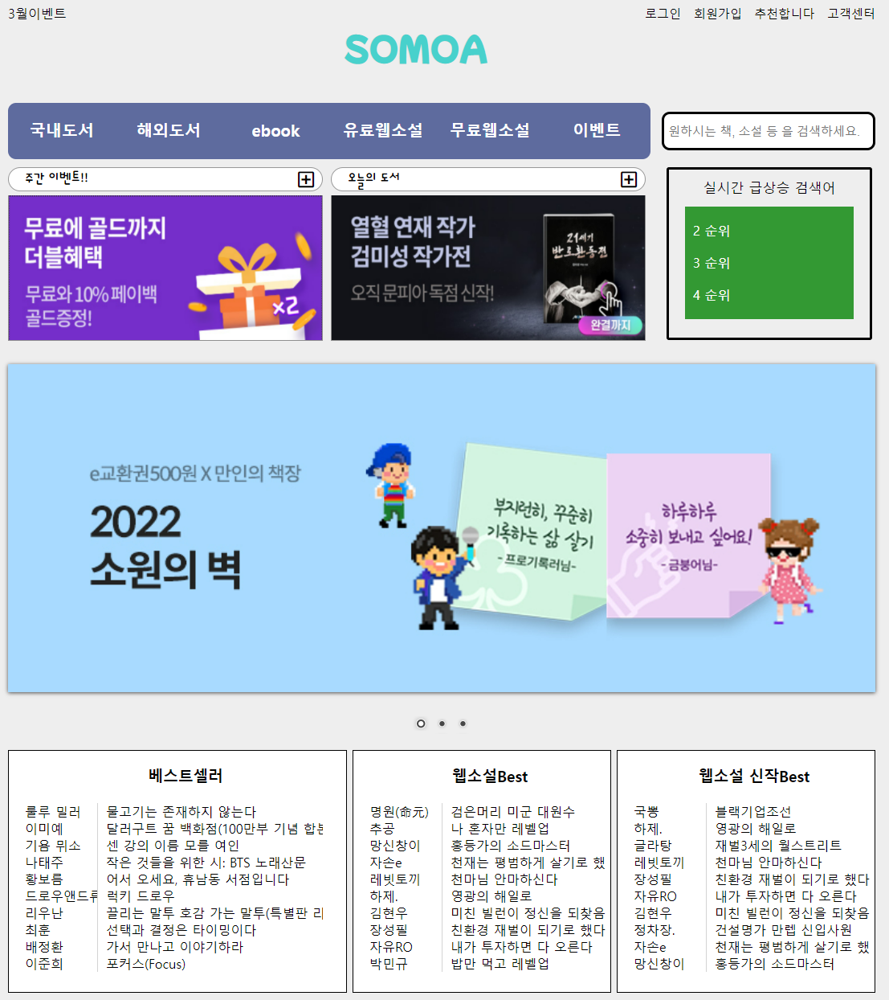 3월이벤트
로그인 회원가입 추천합니다 고객센터
SOMOA
국내도서 해외도서 ebook 유료웹소설 무료웹소설 이벤트
원하시는 책, 소설 등 을 검색하세요.
주간 이벤트!!
오늘의 도서
실시간 급상승 검색어
2 순위
3 순위
4 순위
무료에 골드까지
더블혜택
무료와 10% 페이백
골드증정!
x2
열혈 연재 작가
검미성 작가전
오직 문피아 독점 신작!
21세기
반로환동전
완결까지
e교환권500원 X 만인의 책장
2022
소원의 벽
부지런히, 꾸준히
기록하는 삶 살기
- 프로기록러님-
하루하루
소중히 보내고 싶어요!
- 금붕어님-
베스트셀러
룰루 밀러 물고기는 존재하지 않는다
이미예 달러구트 꿈 백화점(100만부 기념 합본
기욤 뮈소 센 강의 이름 모를 여인
나태주 작은 것들을 위한 시: BTS 노래산문
황보름 어서 오세요, 휴남동 서점입니다
드로우앤드류 럭키 드로우
리우난 끌리는 말투 호감 가는 말투(특별판 리
최훈 선택과 결정은 타이밍이다
배정환 가서 만나고 이야기하라
이준희 포커스(Focus)
웹소설Best
명원(命元) 검은머리 미군 대원수
추공 나 혼자만 레벨업
망신창이 홍등가의 소드마스터
자손e 천재는 평범하게 살기로 했
레빗토끼 천마님 안마하신다
하제. 영광의 해일로
김현우 미친 빌런이 정신을 되찾음
장성필 친환경 재벌이 되기로 했다
자유RO 내가 투자하면 다 오른다
박민규 밥만 먹고 레벨업
웹소설 신작Best
국뽕 블랙기업조선
하제. 영광의 해일로
글라탕 재벌3세의 월스트리트
레빗토끼 천마님 안마하신다
장성필 친환경 재벌이 되기로 했다
자유RO 내가 투자하면 다 오른다
김현우 미친 빌런이 정신을 되찾음
정차장. 건설명가 만렙 신입사원
자손e 천재는 평범하게 살기로 했
망신창이 홍등가의 소드마스터